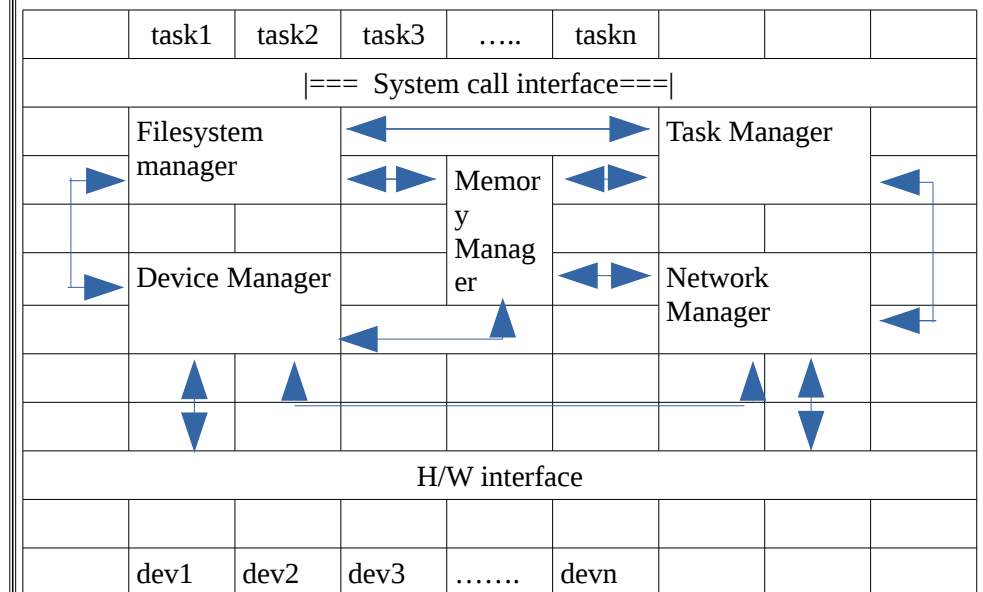 task1 task2 task3 ….. taskn
|=== System call interface===|
Filesystem
manager
Task Manager
Memor
y
Manag
er
Device Manager
Network
Manager
H/W interface
dev1 dev2 dev3 ……. devn